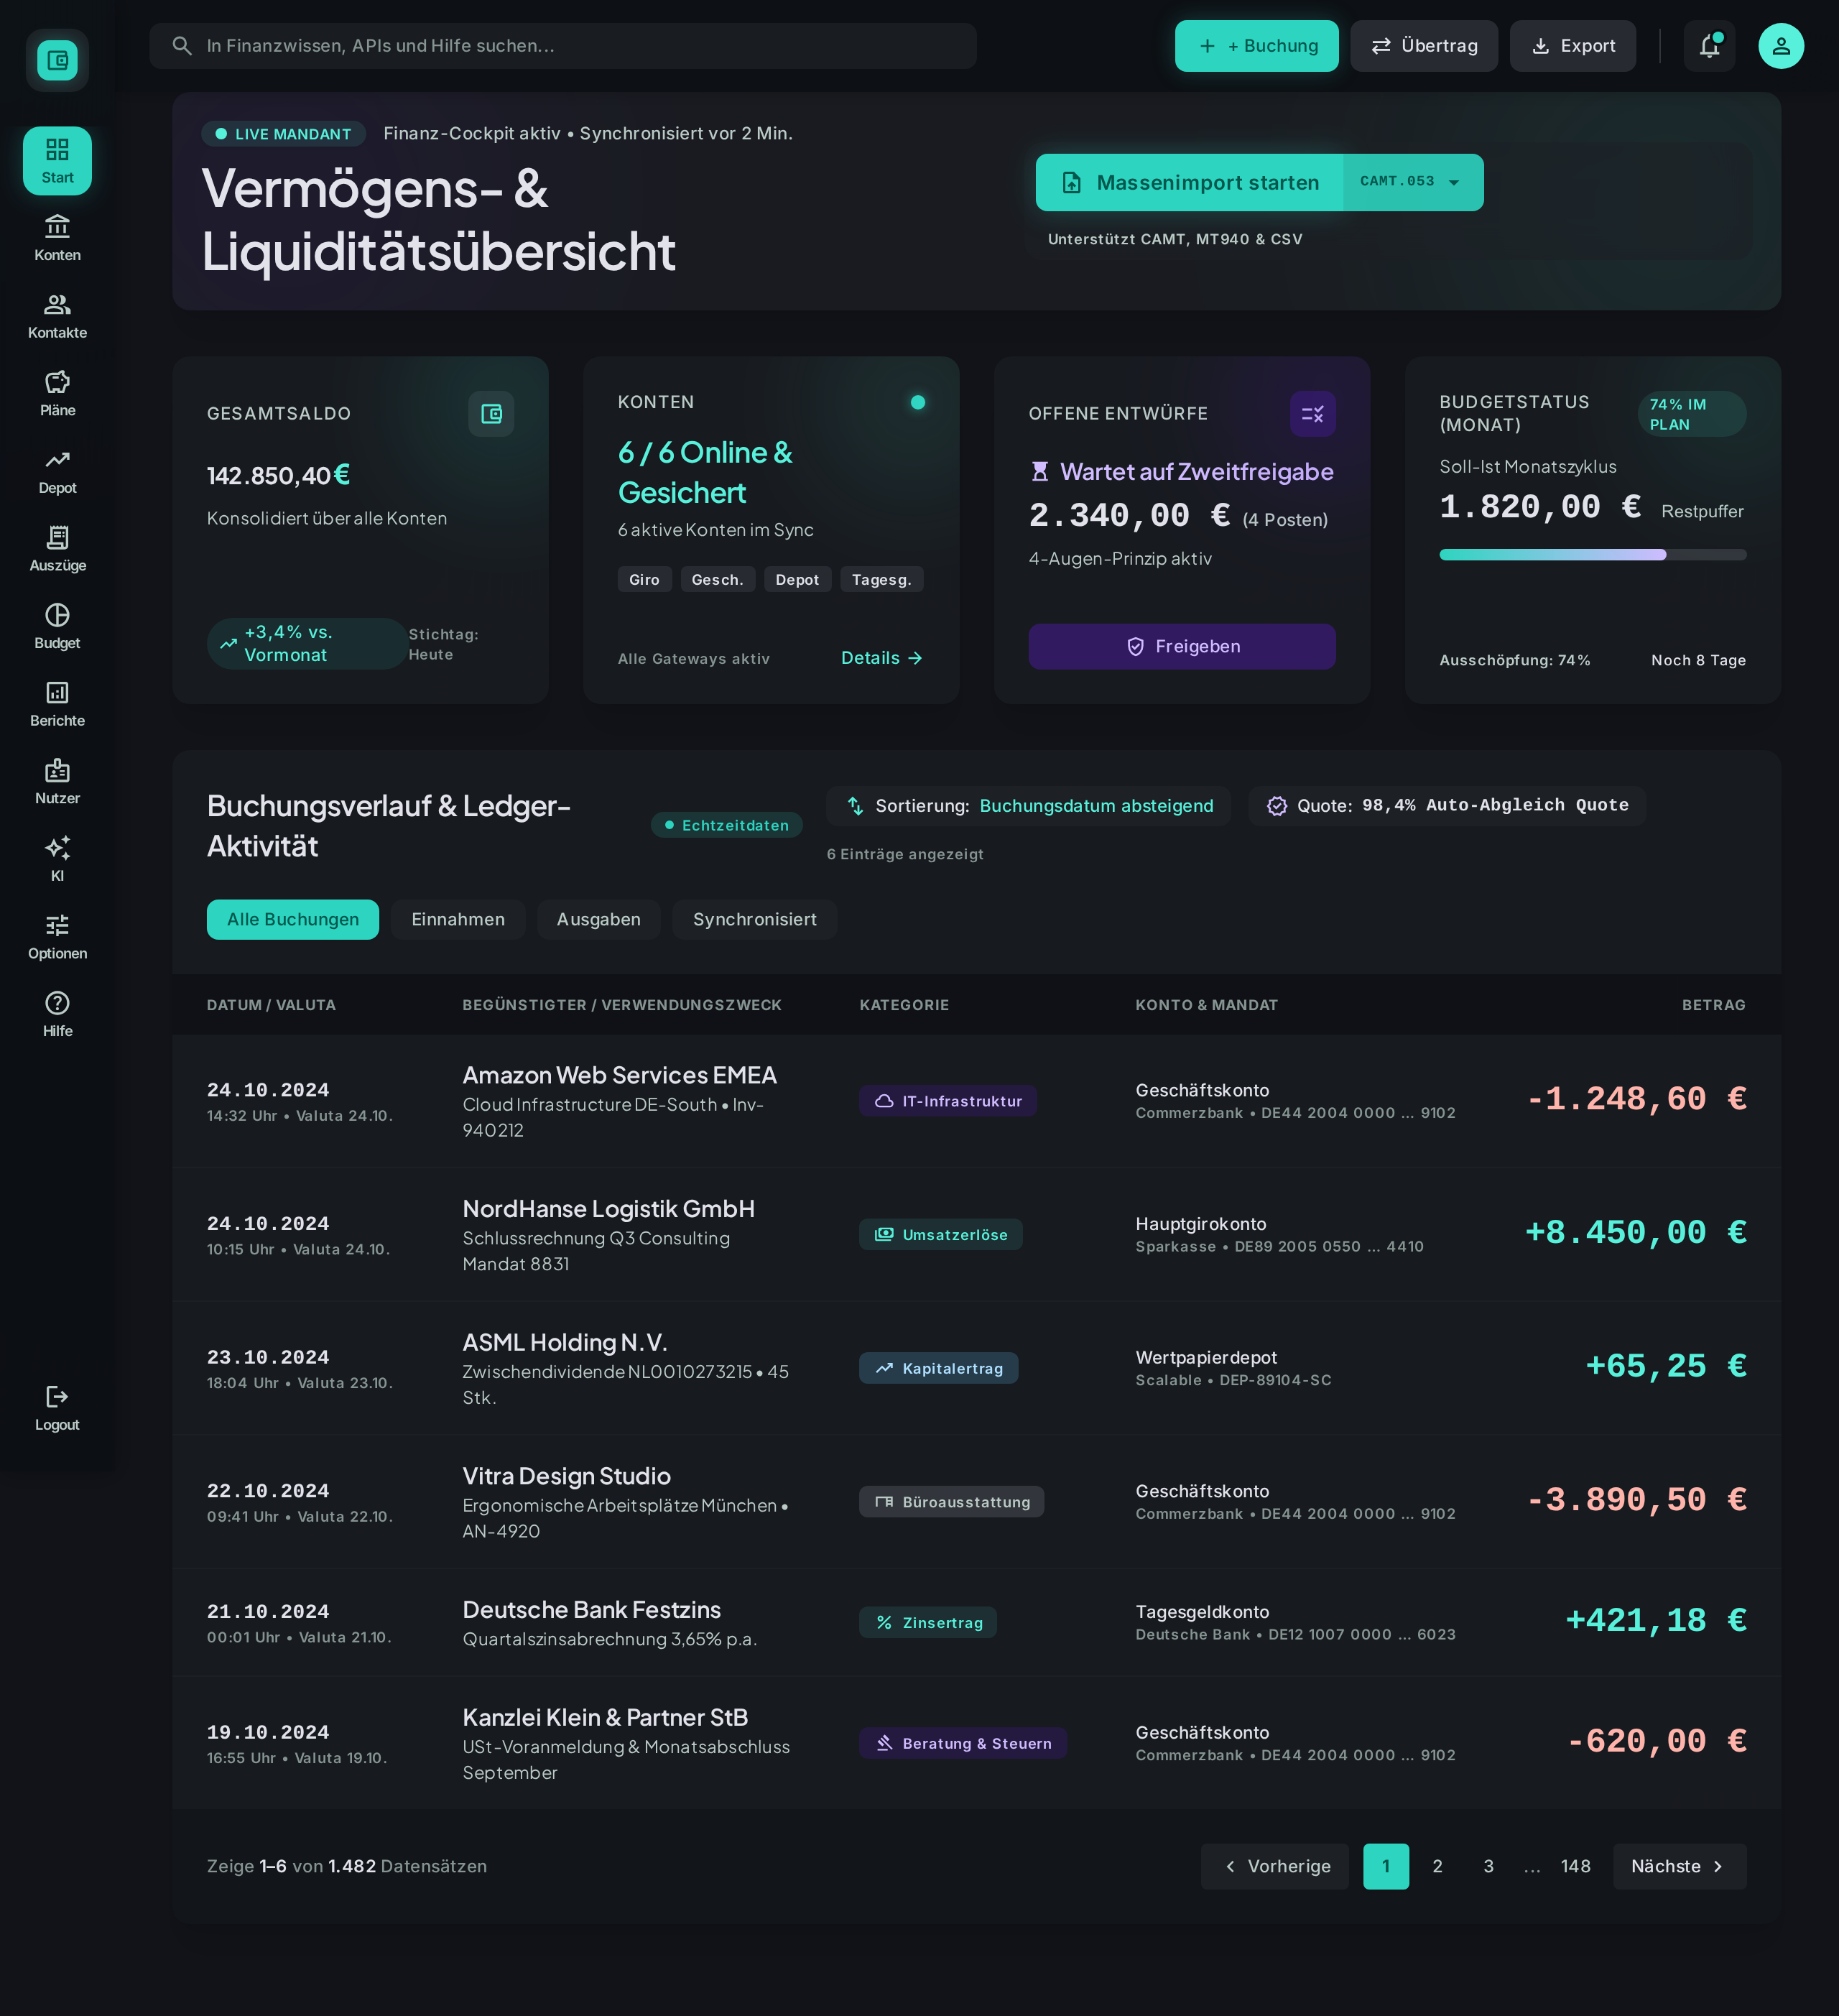 In Finanzwissen, APIs und Hilfe suchen...
+ + Buchung
Übertrag
Export
Start
Konten
Kontakte
Pläne
Depot
Auszüge
Budget
Berichte
Nutzer
KI
Optionen
Hilfe
Logout
LIVE MANDANT
Finanz-Cockpit aktiv • Synchronisiert vor 2 Min.
Vermögens- &
Liquiditätsübersicht
Massenimport starten
CAMT.053
Unterstützt CAMT, MT940 & CSV
GESAMTSALDO
142.850,40 €
Konsolidiert über alle Konten
+3,4% vs.
Vormonat
Stichtag:
Heute
KONTEN
6 / 6 Online &
Gesichert
6 aktive Konten im Sync
Giro
Gesch.
Depot
Tagesg.
Alle Gateways aktiv
Details →
OFFENE ENTWÜRFE
Wartet auf Zweitfreigabe
2.340,00 € (4 Posten)
4-Augen-Prinzip aktiv
Freigeben
BUDGETSTATUS
(MONAT)
74% IM
PLAN
Soll-Ist Monatszyklus
1.820,00 € Restpuffer
Ausschöpfung: 74%
Noch 8 Tage
Buchungsverlauf & Ledger-
Aktivität
Echtzeitdaten
Sortierung: Buchungsdatum absteigend
Quote: 98,4% Auto-Abgleich Quote
6 Einträge angezeigt
Alle Buchungen
Einnahmen
Ausgaben
Synchronisiert
DATUM / VALUTA
BEGÜNSTIGTER / VERWENDUNGSZWECK
KATEGORIE
KONTO & MANDAT
BETRAG
24.10.2024
14:32 Uhr • Valuta 24.10.
Amazon Web Services EMEA
Cloud Infrastructure DE-South • Inv-
940212
IT-Infrastruktur
Geschäftskonto
Commerzbank • DE44 2004 0000 ... 9102
-1.248,60 €
24.10.2024
10:15 Uhr • Valuta 24.10.
NordHanse Logistik GmbH
Schlussrechnung Q3 Consulting
Mandat 8831
Umsatzerlöse
Hauptgirokonto
Sparkasse • DE89 2005 0550 ... 4410
+8.450,00 €
23.10.2024
18:04 Uhr • Valuta 23.10.
ASML Holding N.V.
Zwischendividende NL0010273215 • 45
Stk.
Kapitalertrag
Wertpapierdepot
Scalable • DEP-89104-SC
+65,25 €
22.10.2024
09:41 Uhr • Valuta 22.10.
Vitra Design Studio
Ergonomische Arbeitsplätze München •
AN-4920
Büroausstattung
Geschäftskonto
Commerzbank • DE44 2004 0000 ... 9102
-3.890,50 €
21.10.2024
00:01 Uhr • Valuta 21.10.
Deutsche Bank Festzins
Quartalszinsabrechnung 3,65% p.a.
Zinsertrag
Tagesgeldkonto
Deutsche Bank • DE12 1007 0000 ... 6023
+421,18 €
19.10.2024
16:55 Uhr • Valuta 19.10.
Kanzlei Klein & Partner StB
USt-Voranmeldung & Monatsabschluss
September
Beratung & Steuern
Geschäftskonto
Commerzbank • DE44 2004 0000 ... 9102
-620,00 €
Zeige 1–6 von 1.482 Datensätzen
Vorherige
1
2
3
...
148
Nächste